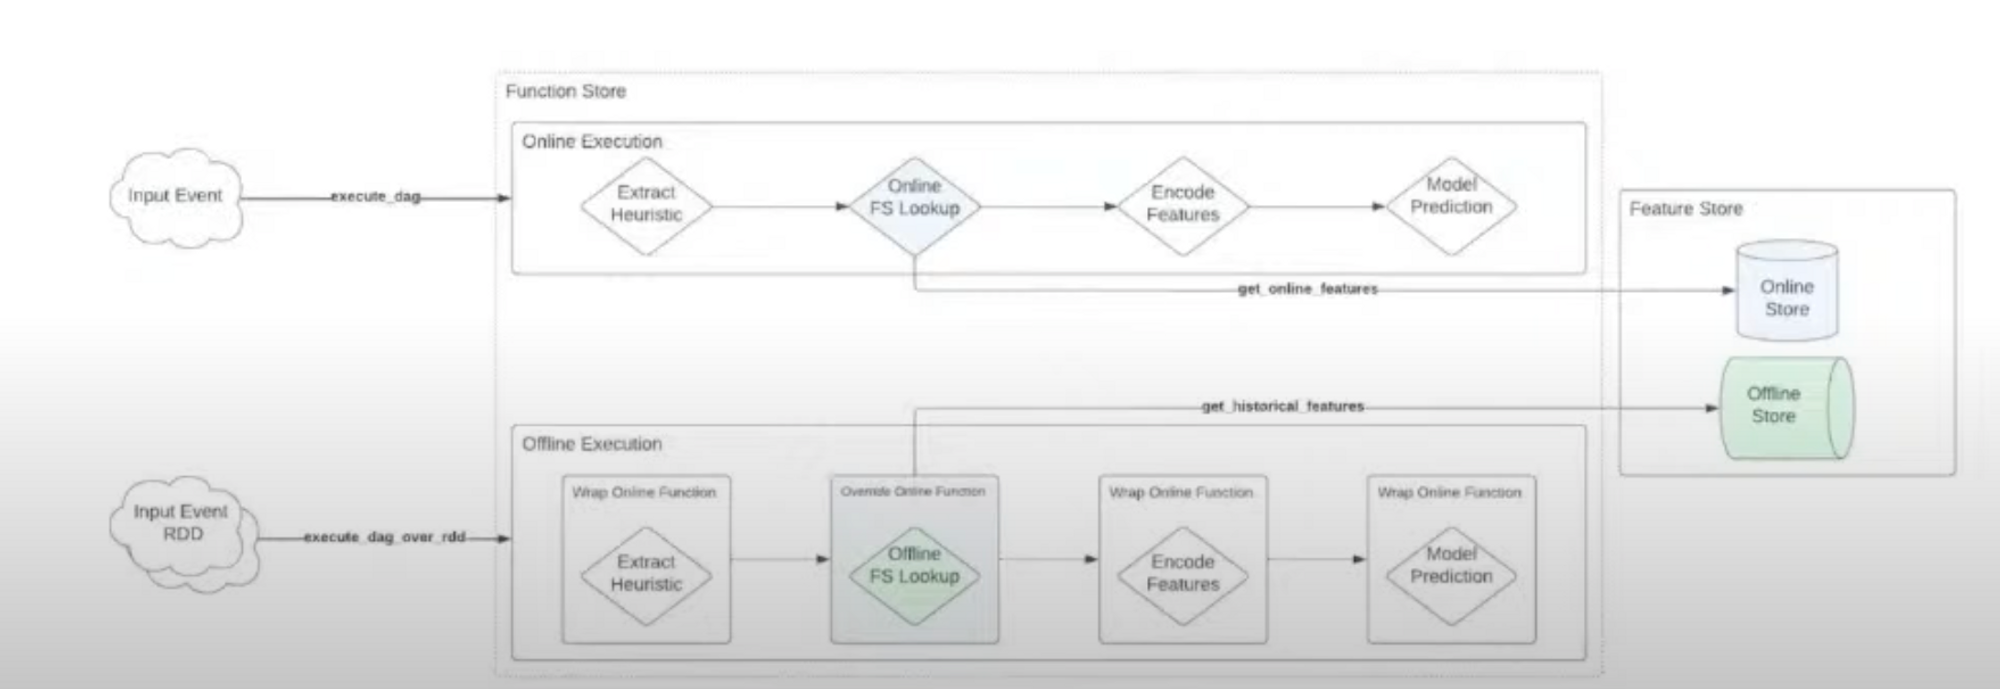 Function Store
Online Execution
Input Event
execute_dag
Extract
Heuristic
Online
FS Lookup
Encode
Features
Model
Prediction
Feature Store
get_online_features
Online
Store
get_historical_features
Offline
Store
Offline Execution
Input Event
RDD
execute_dag_over_rdd
Wrap Online Function
Extract
Heuristic
Override Online Function
Offline
FS Lookup
Wrap Online Function
Encode
Features
Wrap Online Function
Model
Prediction